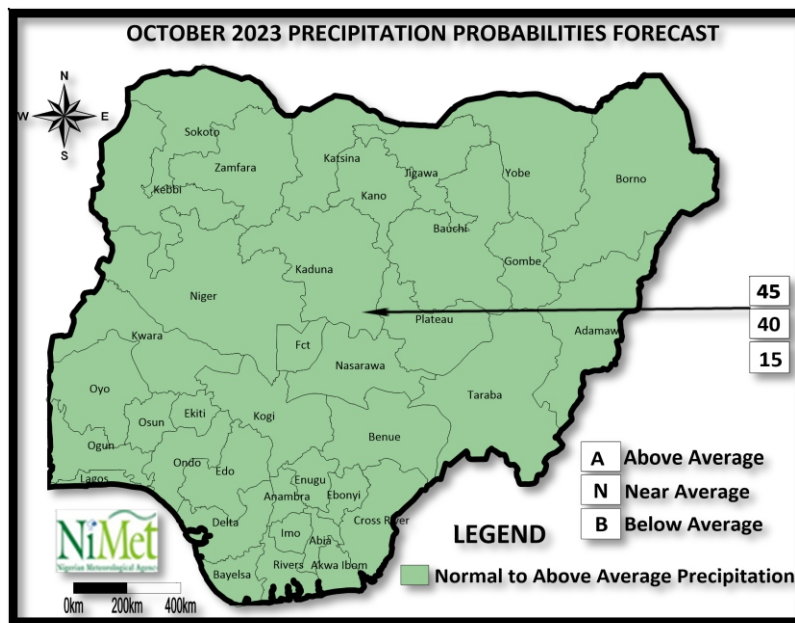 OCTOBER 2023 PRECIPITATION PROBABILITIES FORECAST
N
W E
S
Sokoto
Zamfara
Katsina
Jigawa
Yobe
Borno
Kebbi
Kano
Bauchi
Gombe
Kaduna
Niger
45
40
15
Plateau
Adamaw
Kwara
Fct
Nasarawa
Taraba
Oyo
Osun
Ekiti
Kogi
Benue
Ogun
Ondo
Edo
Lagos
Enugu
Anambra
Ebonyi
Cross River
Delta
Imo
Abia
Bayelsa
Rivers
Akwa Ibom
A Above Average
N Near Average
B Below Average
LEGEND
Normal to Above Average Precipitation
NiMet
Nigerian Meteorological Agency
0km 200km 400km